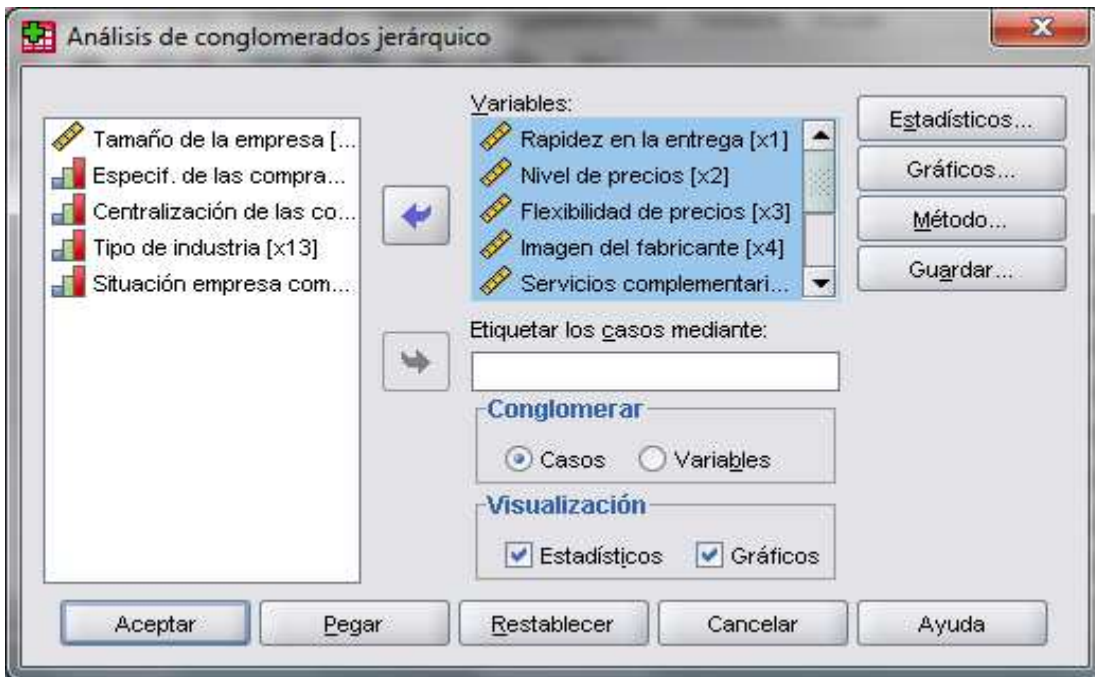 Análisis de conglomerados jerárquico
Tamaño de la empresa [...
Especif. de las compra...
Centralización de las co...
Tipo de industria [x13]
Situación empresa com...
Variables:
Rapidez en la entrega [x1]
Nivel de precios [x2]
Flexibilidad de precios [x3]
Imagen del fabricante [x4]
Servicios complementari...
Etiquetar los casos mediante:
Conglomerar
Casos Variables
Visualización
Estadísticos Gráficos
Estadísticos...
Gráficos...
Método...
Guardar...
Aceptar Pegar Restablecer Cancelar Ayuda